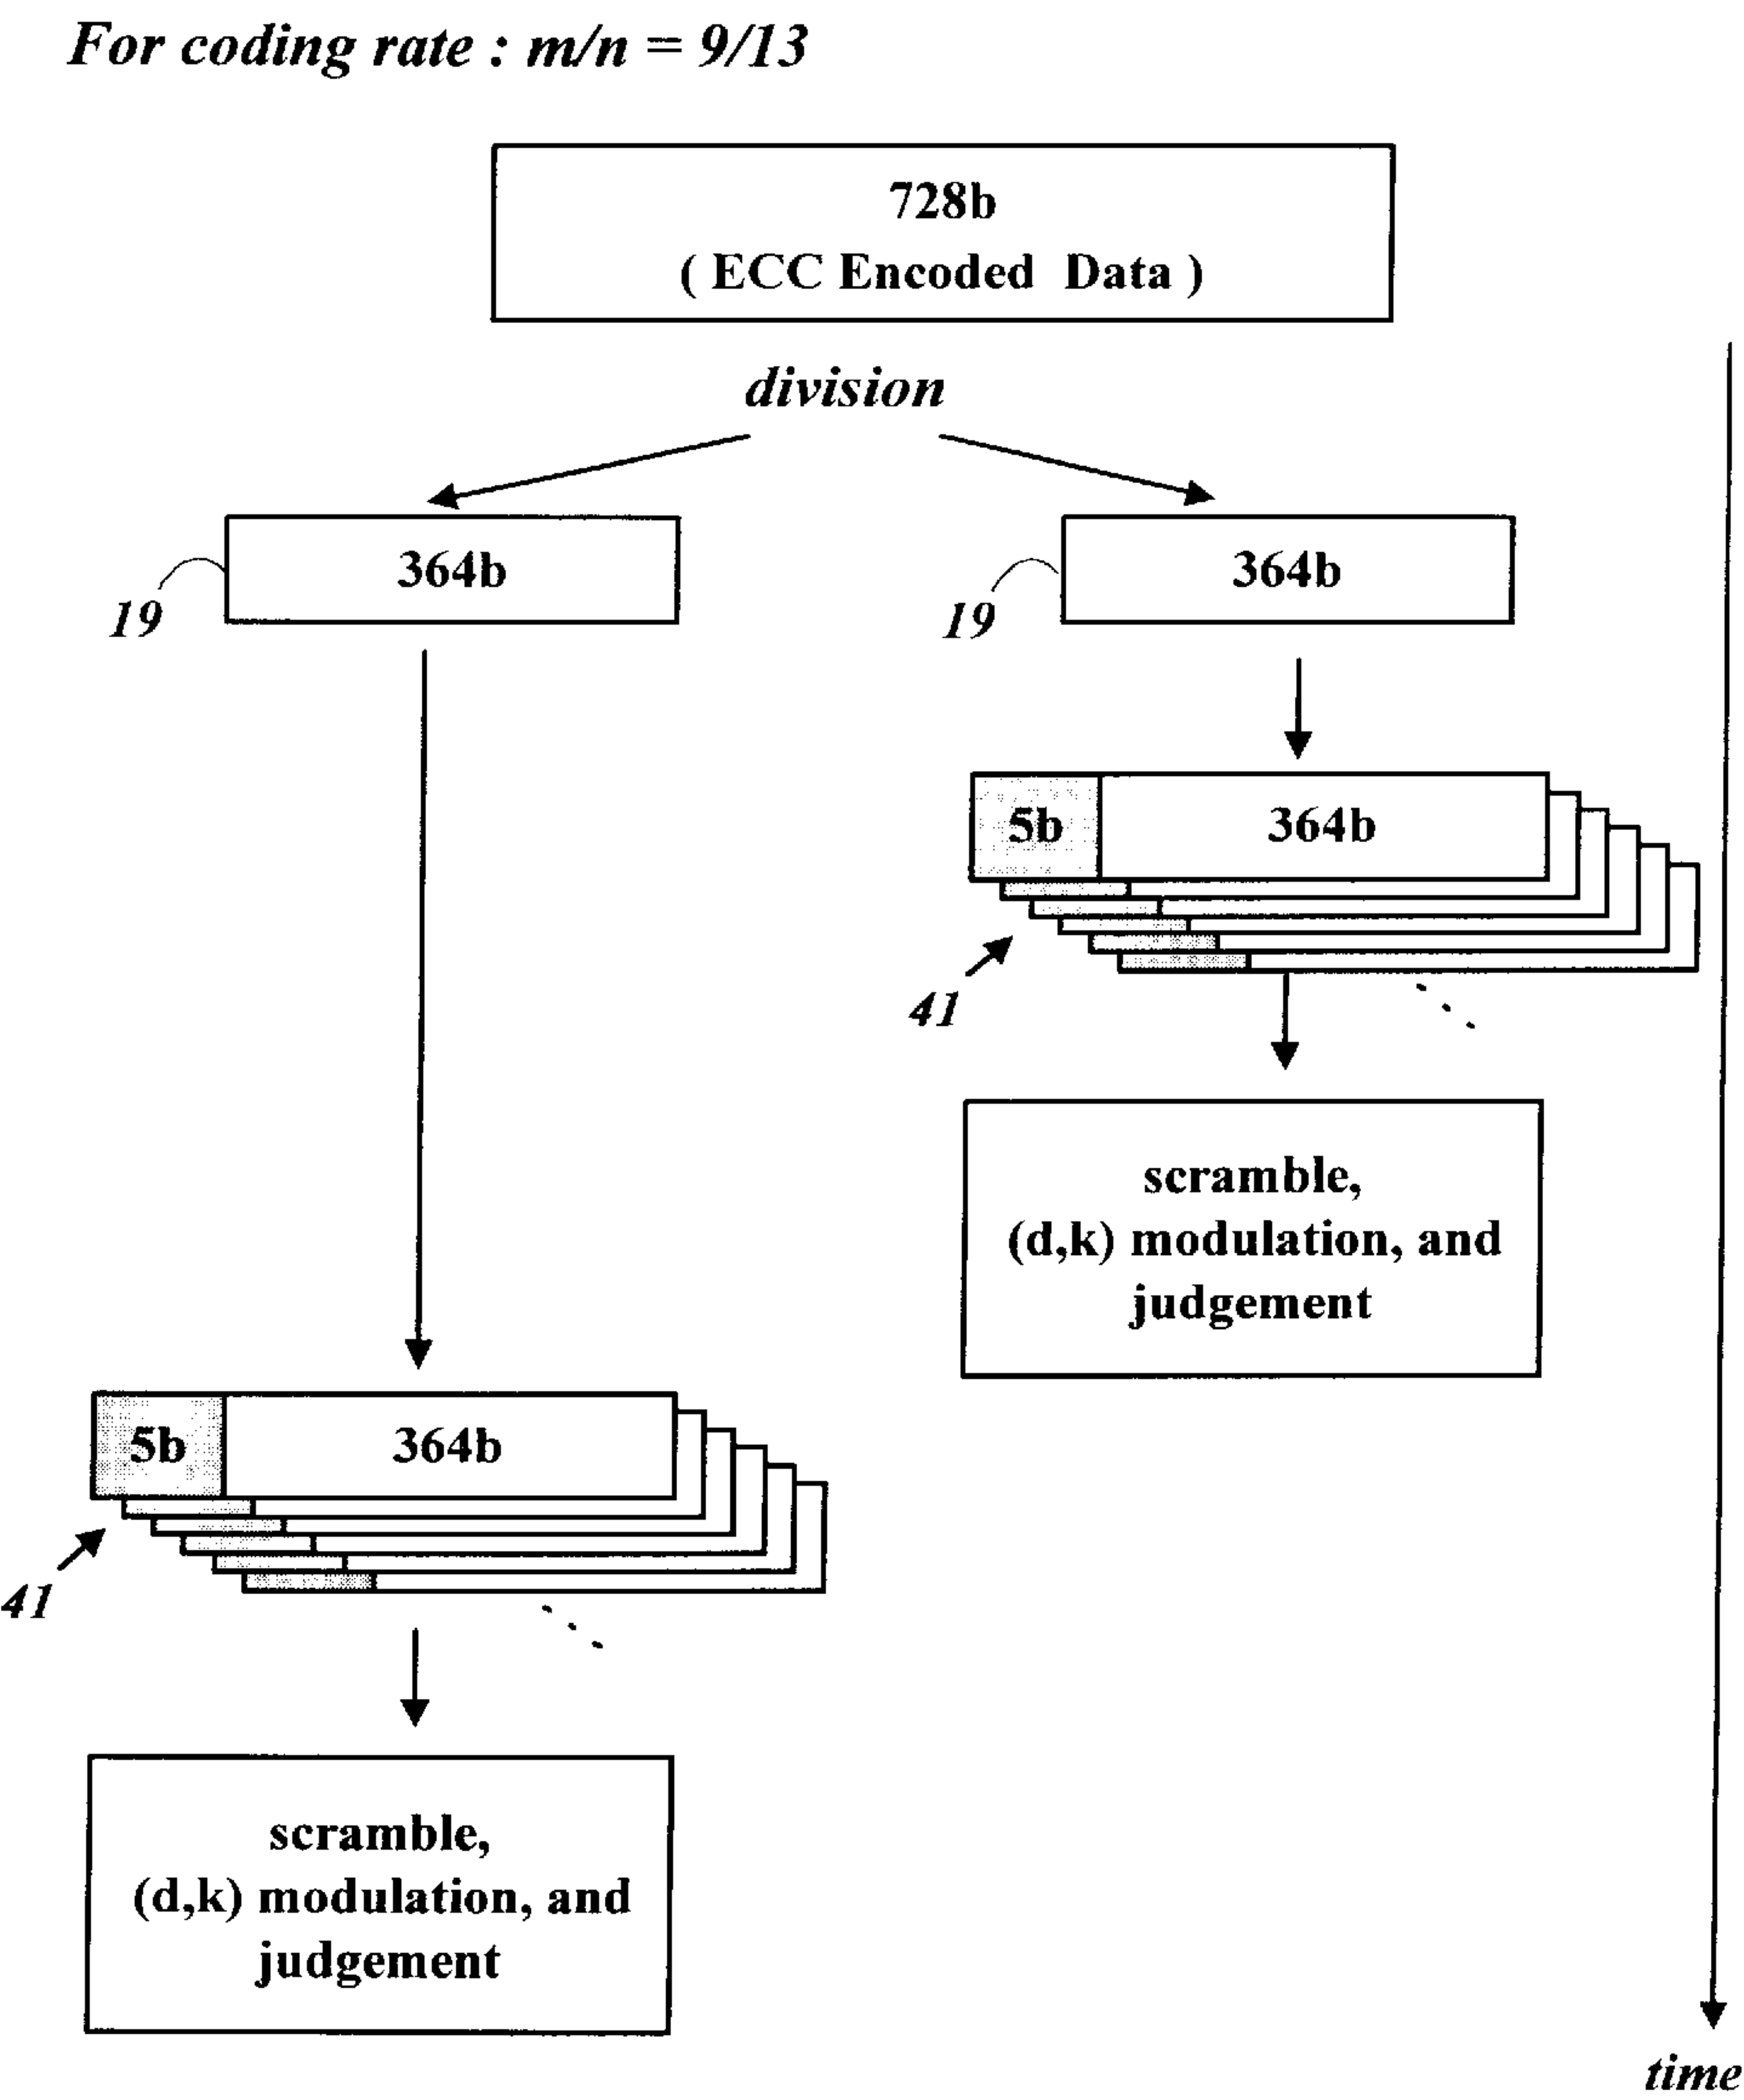 For coding rate : m/n = 9/13
728b
( ECC Encoded Data )
division
364b
19
364b
19
5b
364b
41
scramble,
(d,k) modulation, and
judgement
5b
364b
41
scramble,
(d,k) modulation, and
judgement
time